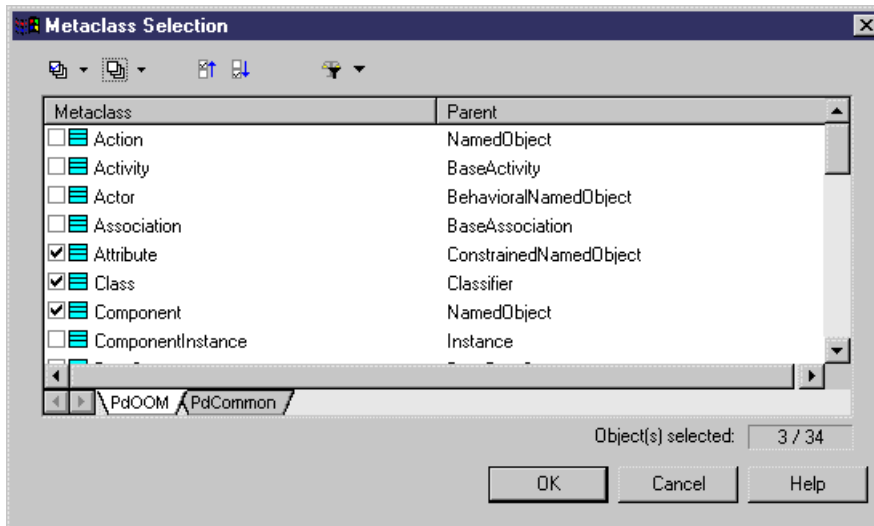 Metaclass Selection
Metaclass Parent
Action NamedObject
Activity BaseActivity
Actor BehavioralNamedObject
Association BaseAssociation
Attribute ConstrainedNamedObject
Class Classifier
Component NamedObject
ComponentInstance Instance
PdOOM PdCommon
Object(s) selected: 3 / 34
OK Cancel Help